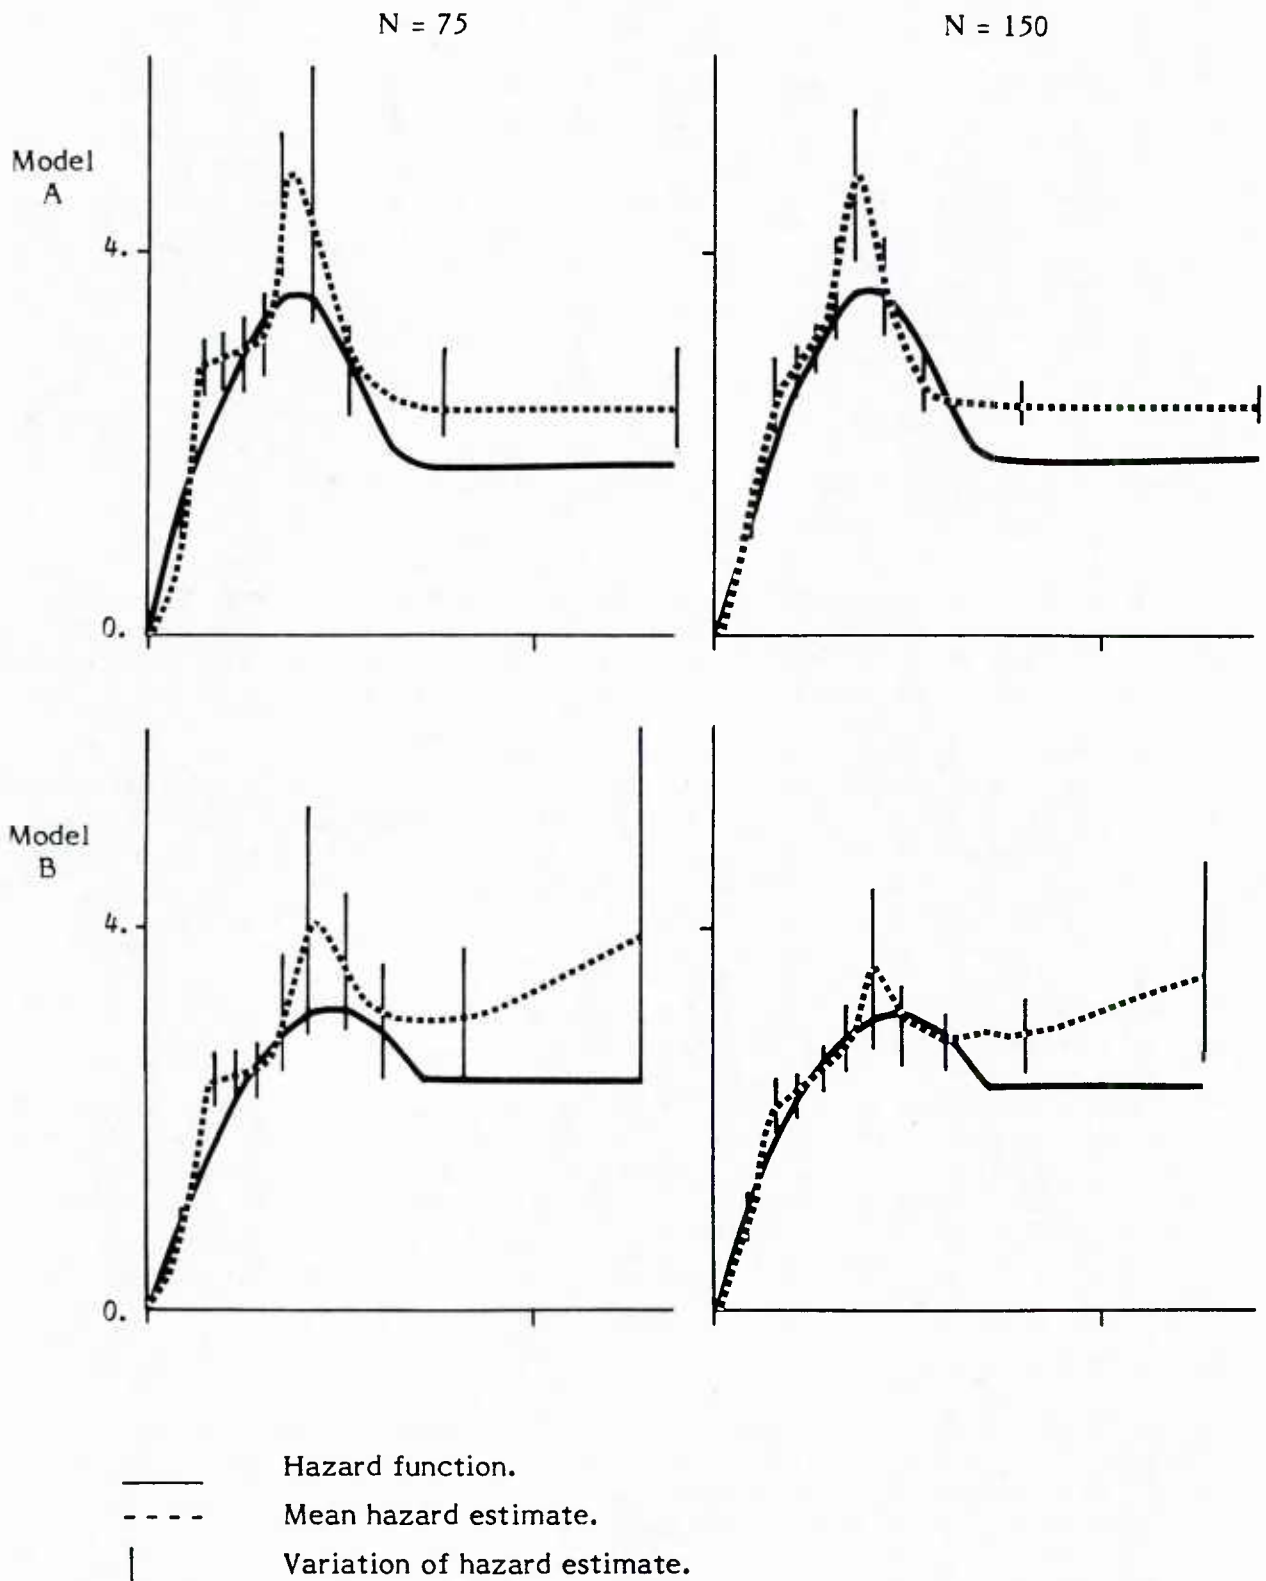 N = 75
N = 150
Model
A
4.
0.
Model
B
4.
0.
Hazard function.
Mean hazard estimate.
Variation of hazard estimate.